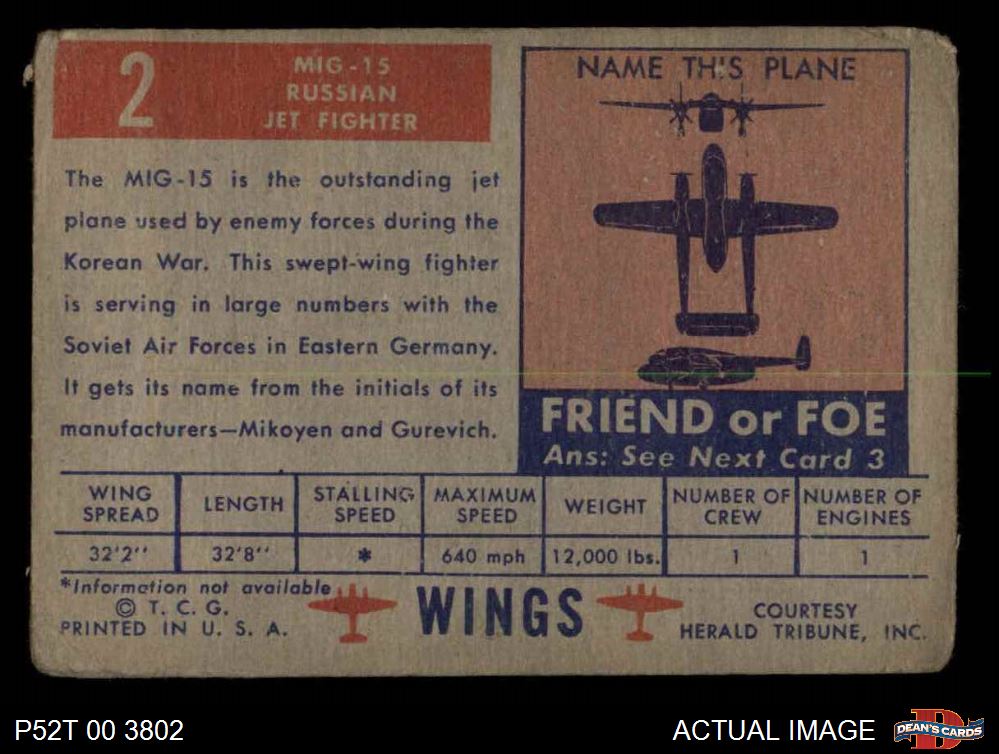 2
MIG-15
RUSSIAN
JET FIGHTER
The MIG-15 is the outstanding jet
plane used by enemy forces during the
Korean War. This swept-wing fighter
is serving in large numbers with the
Soviet Air Forces in Eastern Germany.
It gets its name from the initials of its
manufacturers—Mikoyen and Gurevich.
NAME THIS PLANE
FRIEND or FOE
Ans: See Next Card 3
WING SPREAD LENGTH STALLING SPEED MAXIMUM SPEED WEIGHT NUMBER OF CREW NUMBER OF ENGINES
32'2'' 32'8'' * 640 mph 12,000 lbs. 1 1
*Information not available
© T. C. G.
PRINTED IN U. S. A.
WINGS
COURTESY
HERALD TRIBUNE, INC.
P52T 00 3802
ACTUAL IMAGE
D
DEAN'S CARDS